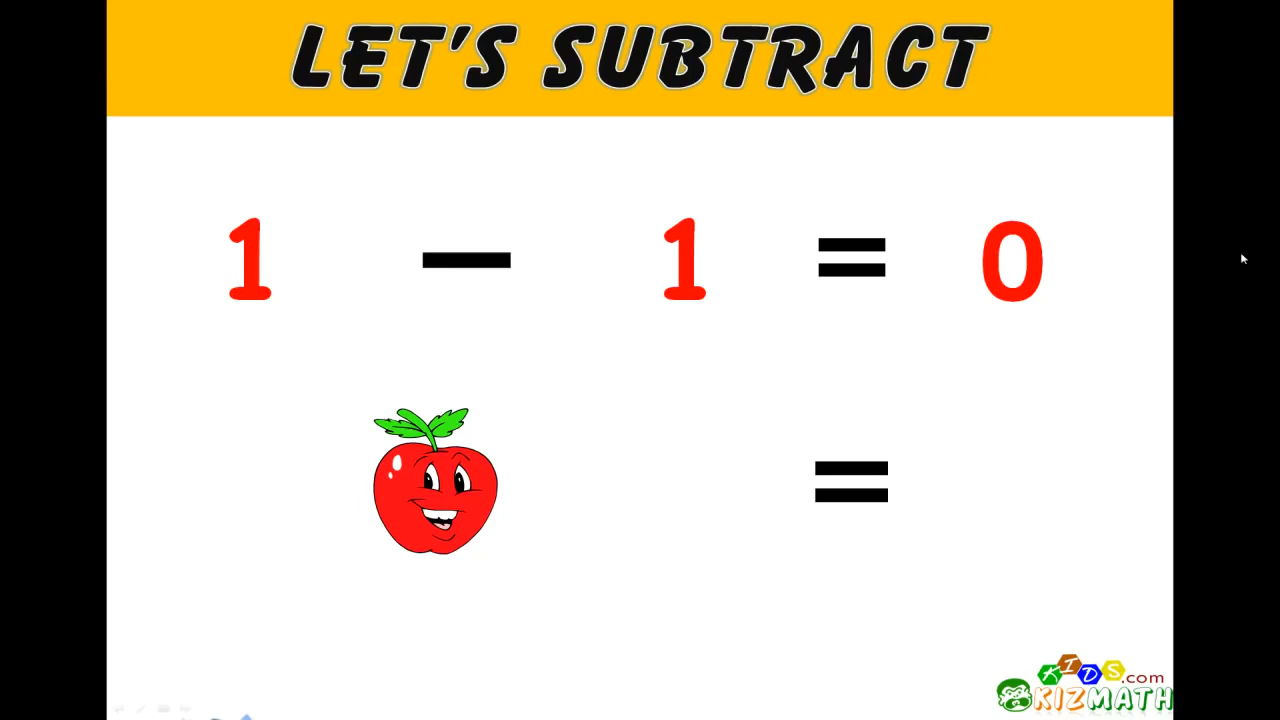 LET'S SUBTRACT
1 — 1 = 0
=
KIDS.com
KIZMATH